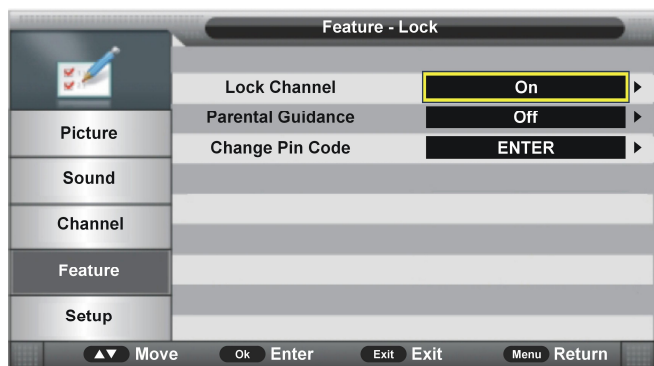 Feature - Lock
Lock Channel On
Parental Guidance Off
Change Pin Code ENTER
Picture
Sound
Channel
Feature
Setup
▲▼ Move Ok Enter Exit Exit Menu Return